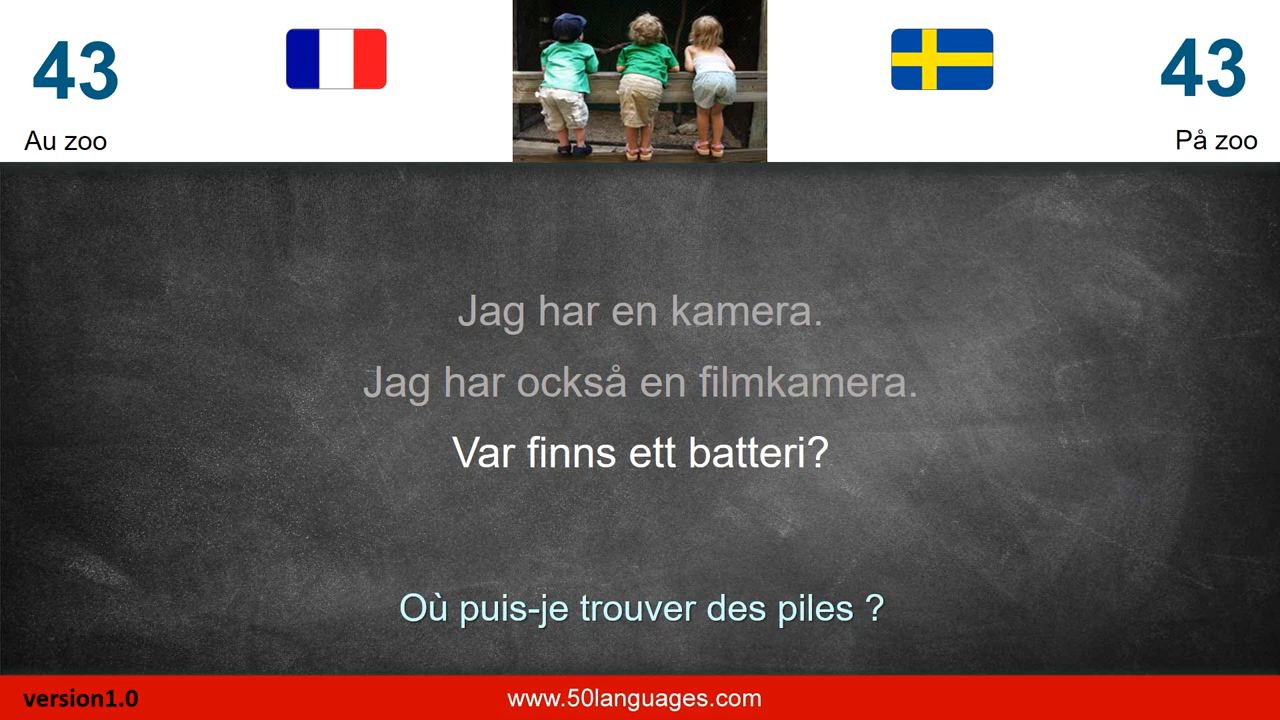 43
43
Au zoo
På zoo
Jag har en kamera.
Jag har också en filmkamera.
Var finns ett batteri?
Où puis-je trouver des piles ?
version1.0
www.50languages.com